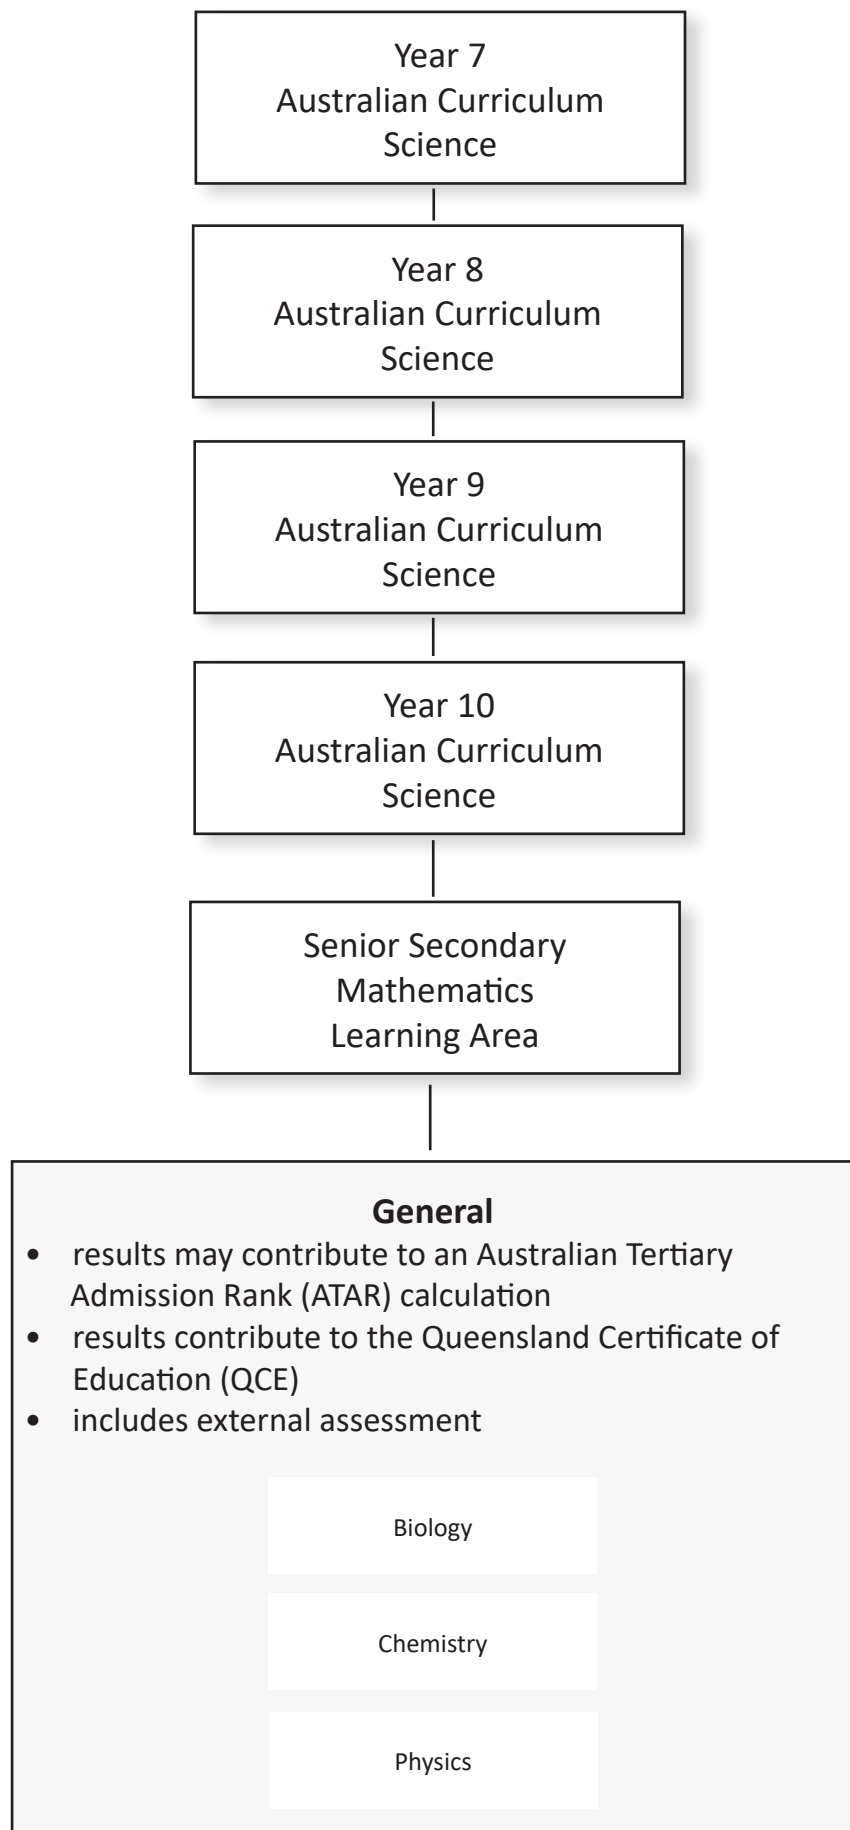 Year 7
Australian Curriculum
Science
Year 8
Australian Curriculum
Science
Year 9
Australian Curriculum
Science
Year 10
Australian Curriculum
Science
Senior Secondary
Mathematics
Learning Area
General
• results may contribute to an Australian Tertiary
Admission Rank (ATAR) calculation
• results contribute to the Queensland Certificate of
Education (QCE)
• includes external assessment
Biology
Chemistry
Physics